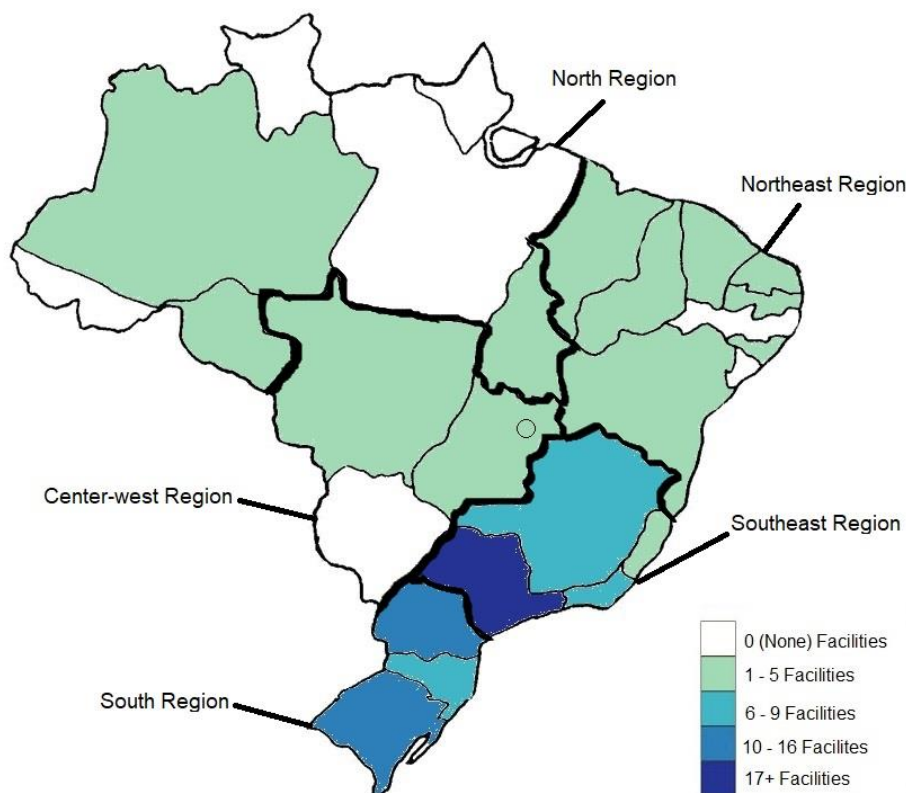 North Region
Northeast Region
Center-west Region
Southeast Region
South Region
0 (None) Facilities
1 - 5 Facilities
6 - 9 Facilities
10 - 16 Facilites
17+ Facilities